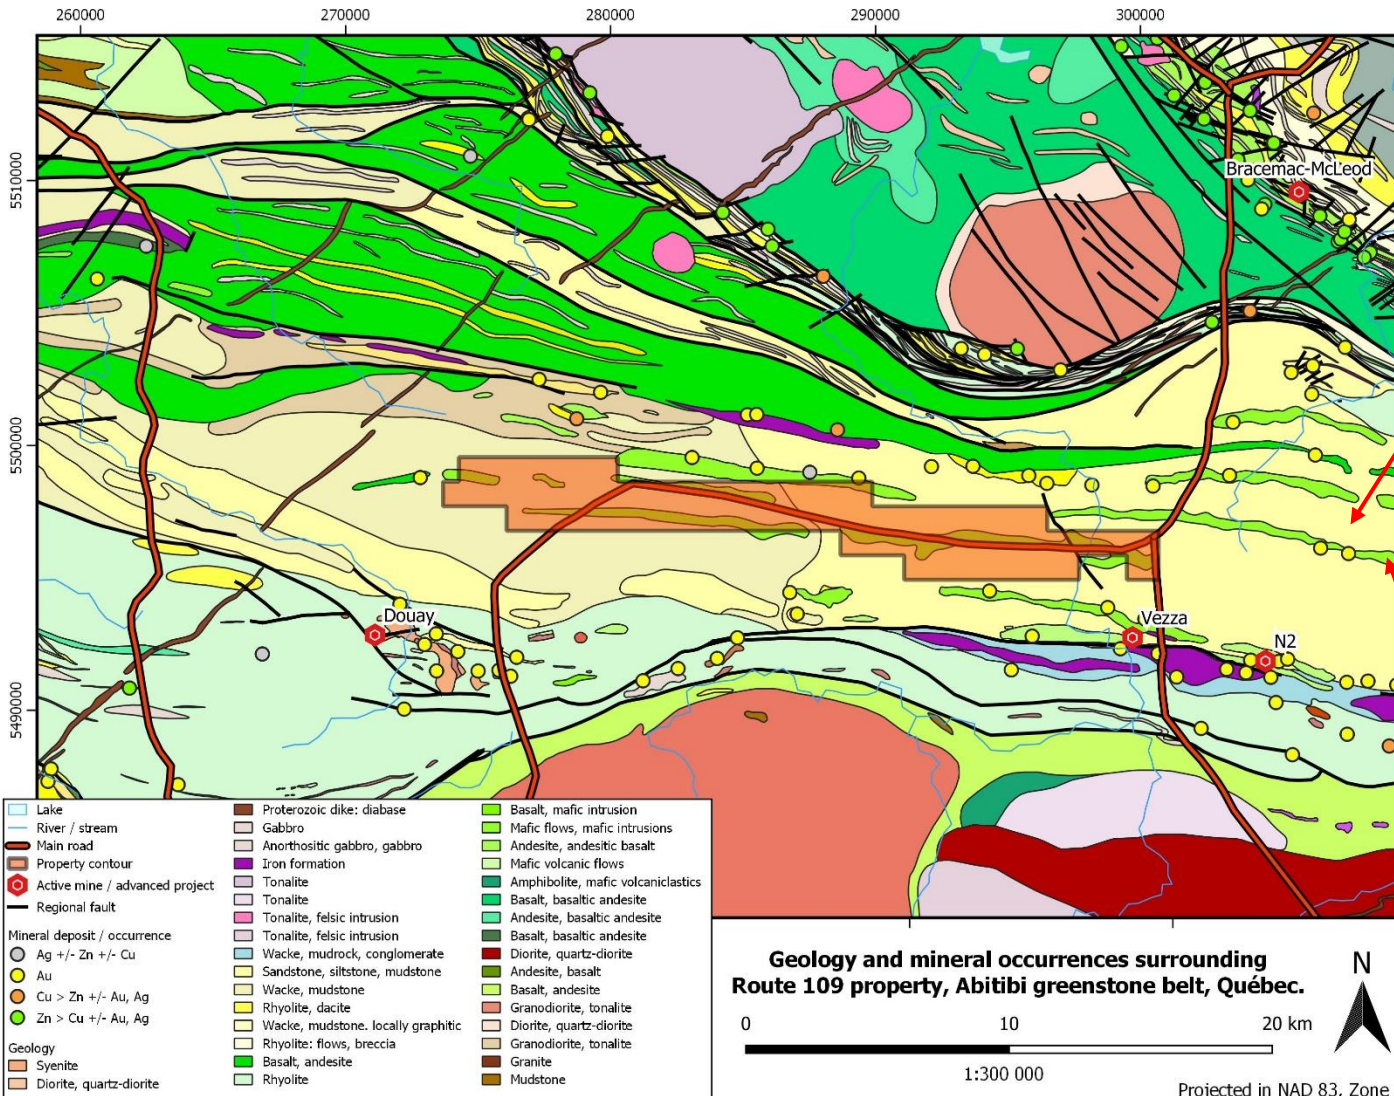 260000
270000
280000
290000
300000
5510000
5500000
5490000
Bracemac-McLeod
Douay
Vezza
N2
Lake
River / stream
Main road
Property contour
Active mine / advanced project
Regional fault
Mineral deposit / occurrence
Ag +/- Zn +/- Cu
Au
Cu > Zn +/- Au, Ag
Zn > Cu +/- Au, Ag
Geology
Syenite
Diorite, quartz-diorite
Proterozoic dike: diabase
Gabbro
Anorthositic gabbro, gabbro
Iron formation
Tonalite
Tonalite
Tonalite, felsic intrusion
Tonalite, felsic intrusion
Wacke, mudrock, conglomerate
Sandstone, siltstone, mudstone
Wacke, mudstone
Rhyolite, dacite
Wacke, mudstone. locally graphitic
Rhyolite: flows, breccia
Basalt, andesite
Rhyolite
Basalt, mafic intrusion
Mafic flows, mafic intrusions
Andesite, andesitic basalt
Mafic volcanic flows
Amphibolite, mafic volcaniclastics
Basalt, basaltic andesite
Andesite, basaltic andesite
Basalt, basaltic andesite
Diorite, quartz-diorite
Andesite, basalt
Basalt, andesite
Granodiorite, tonalite
Diorite, quartz-diorite
Granodiorite, tonalite
Granite
Mudstone
Geology and mineral occurrences surrounding
Route 109 property, Abitibi greenstone belt, Québec.
N
0
10
20 km
1:300 000
Projected in NAD 83, Zone